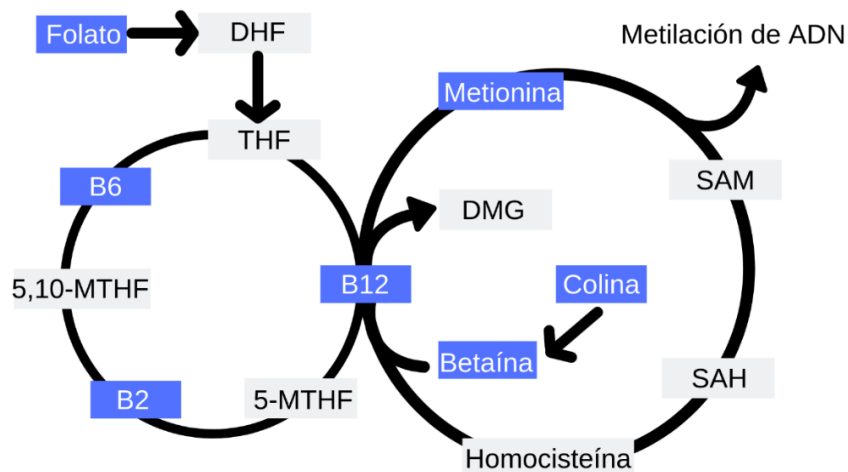 Folato
DHF
Metilación de ADN
Metionina
THF
B6
SAM
DMG
5,10-MTHF
B12
Colina
Betaína
SAH
B2
5-MTHF
Homocisteína